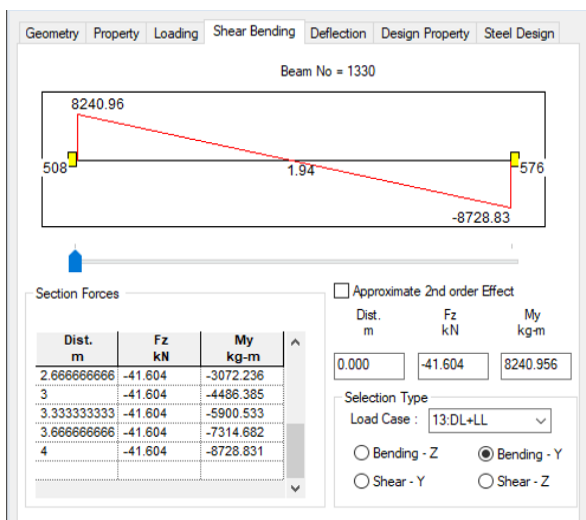 Geometry Property Loading Shear Bending Deflection Design Property Steel Design
Beam No = 1330
8240.96
508 1.94 576
-8728.83
Section Forces
Dist. Fz My
m kN kg-m
2.666666666 -41.604 -3072.236
3 -41.604 -4486.385
3.333333333 -41.604 -5900.533
3.666666666 -41.604 -7314.682
4 -41.604 -8728.831
Approximate 2nd order Effect
Dist. Fz My
m kN kg-m
0.000 -41.604 8240.956
Selection Type
Load Case : 13:DL+LL
Bending - Z Bending - Y
Shear - Y Shear - Z